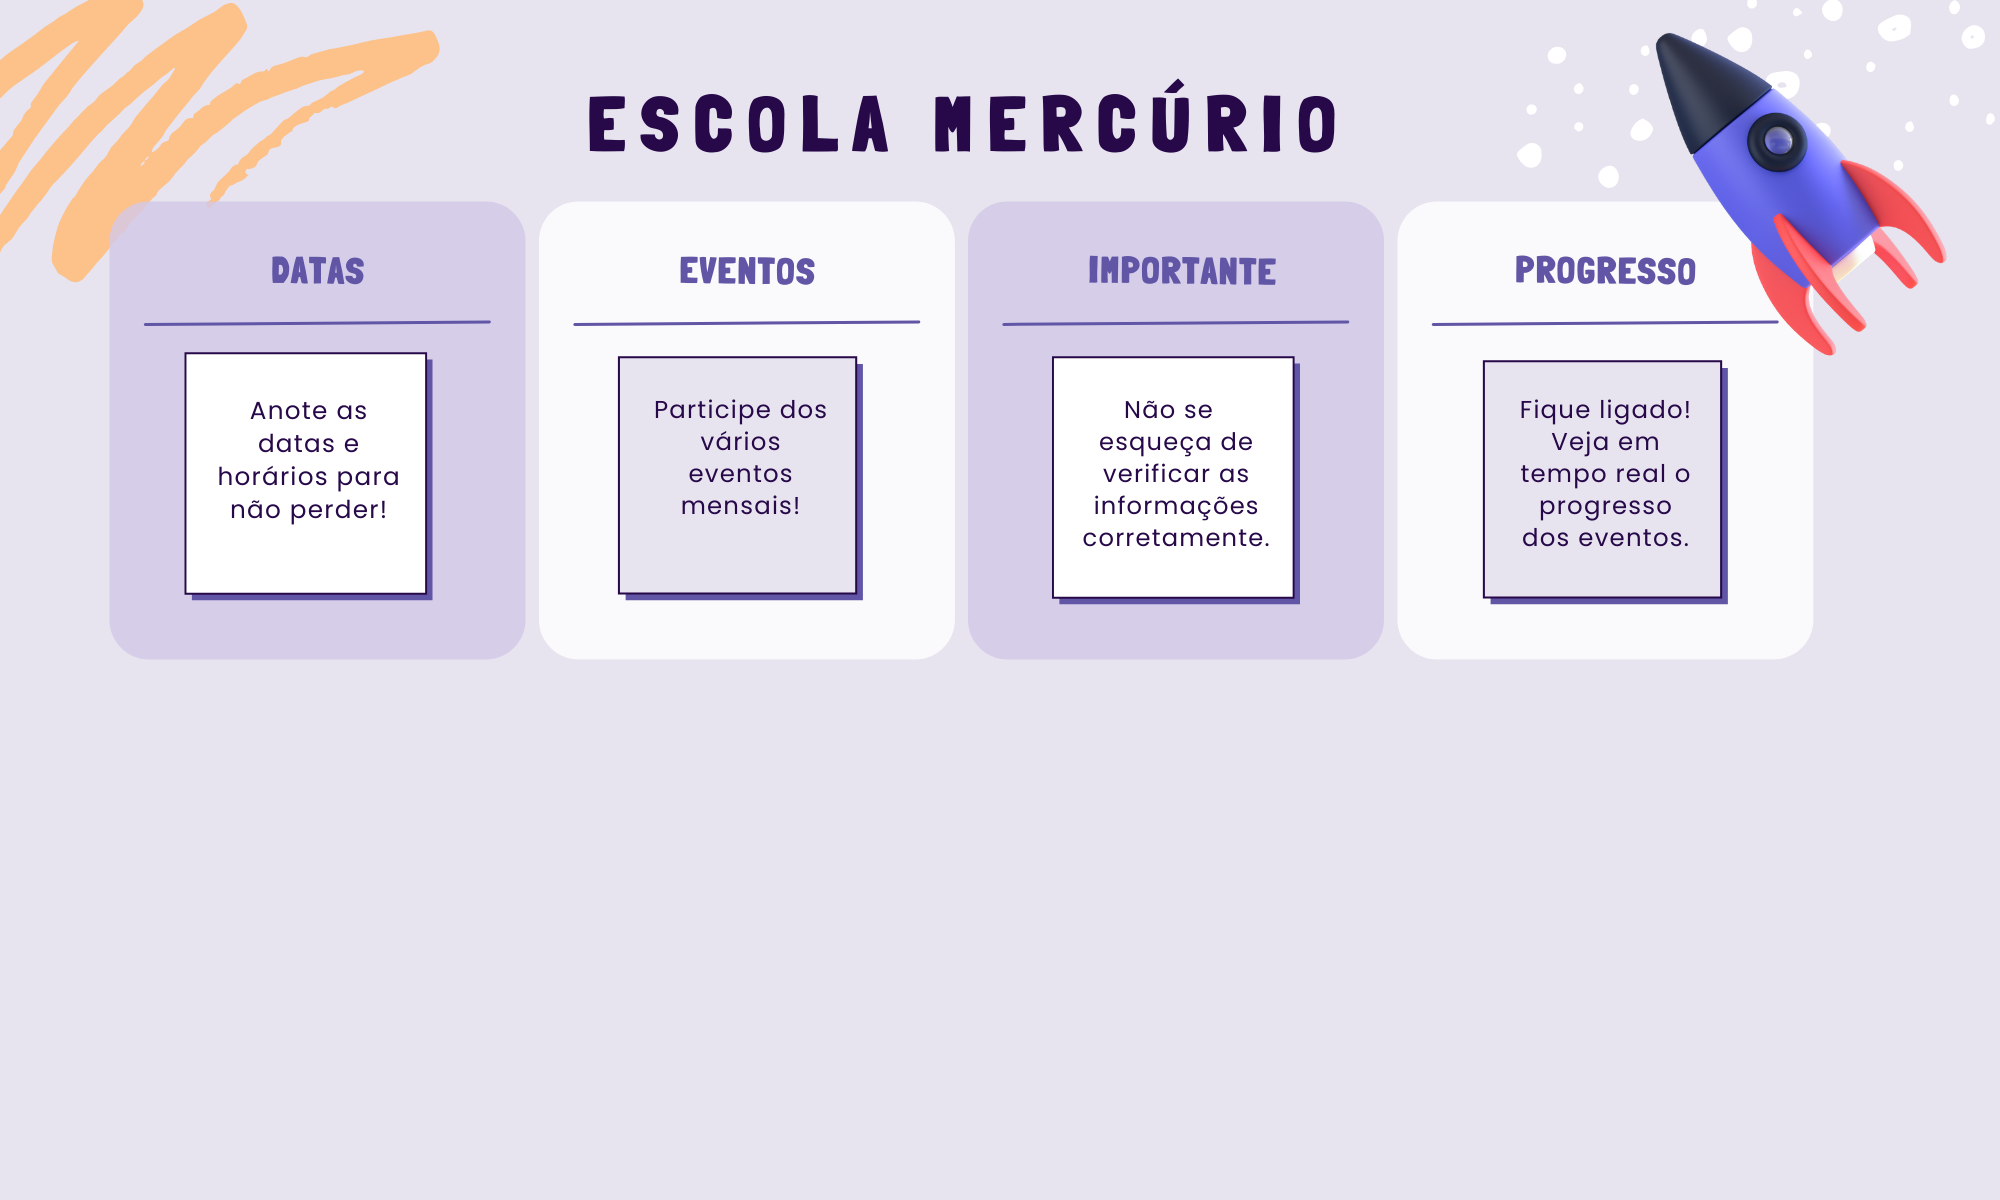 ESCOLA MERCÚRIO
DATAS
Anote as
datas e
horários para
não perder!
EVENTOS
Participe dos
vários
eventos
mensais!
IMPORTANTE
Não se
esqueça de
verificar as
informações
corretamente.
PROGRESSO
Fique ligado!
Veja em
tempo real o
progresso
dos eventos.